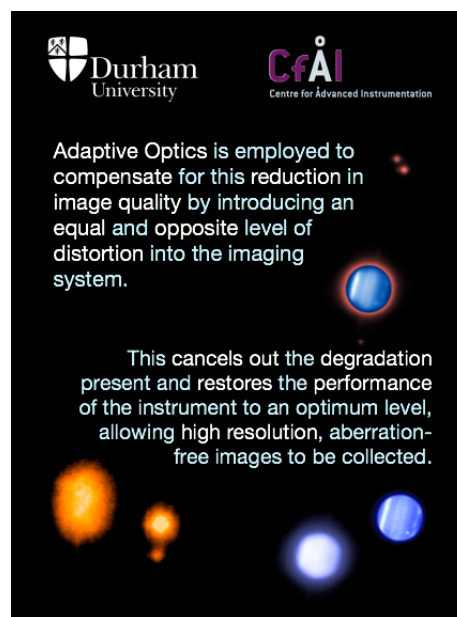 Durham
University
CfAI
Centre for Advanced Instrumentation
Adaptive Optics is employed to
compensate for this reduction in
image quality by introducing an
equal and opposite level of
distortion into the imaging
system.
This cancels out the degradation
present and restores the performance
of the instrument to an optimum level,
allowing high resolution, aberration-
free images to be collected.